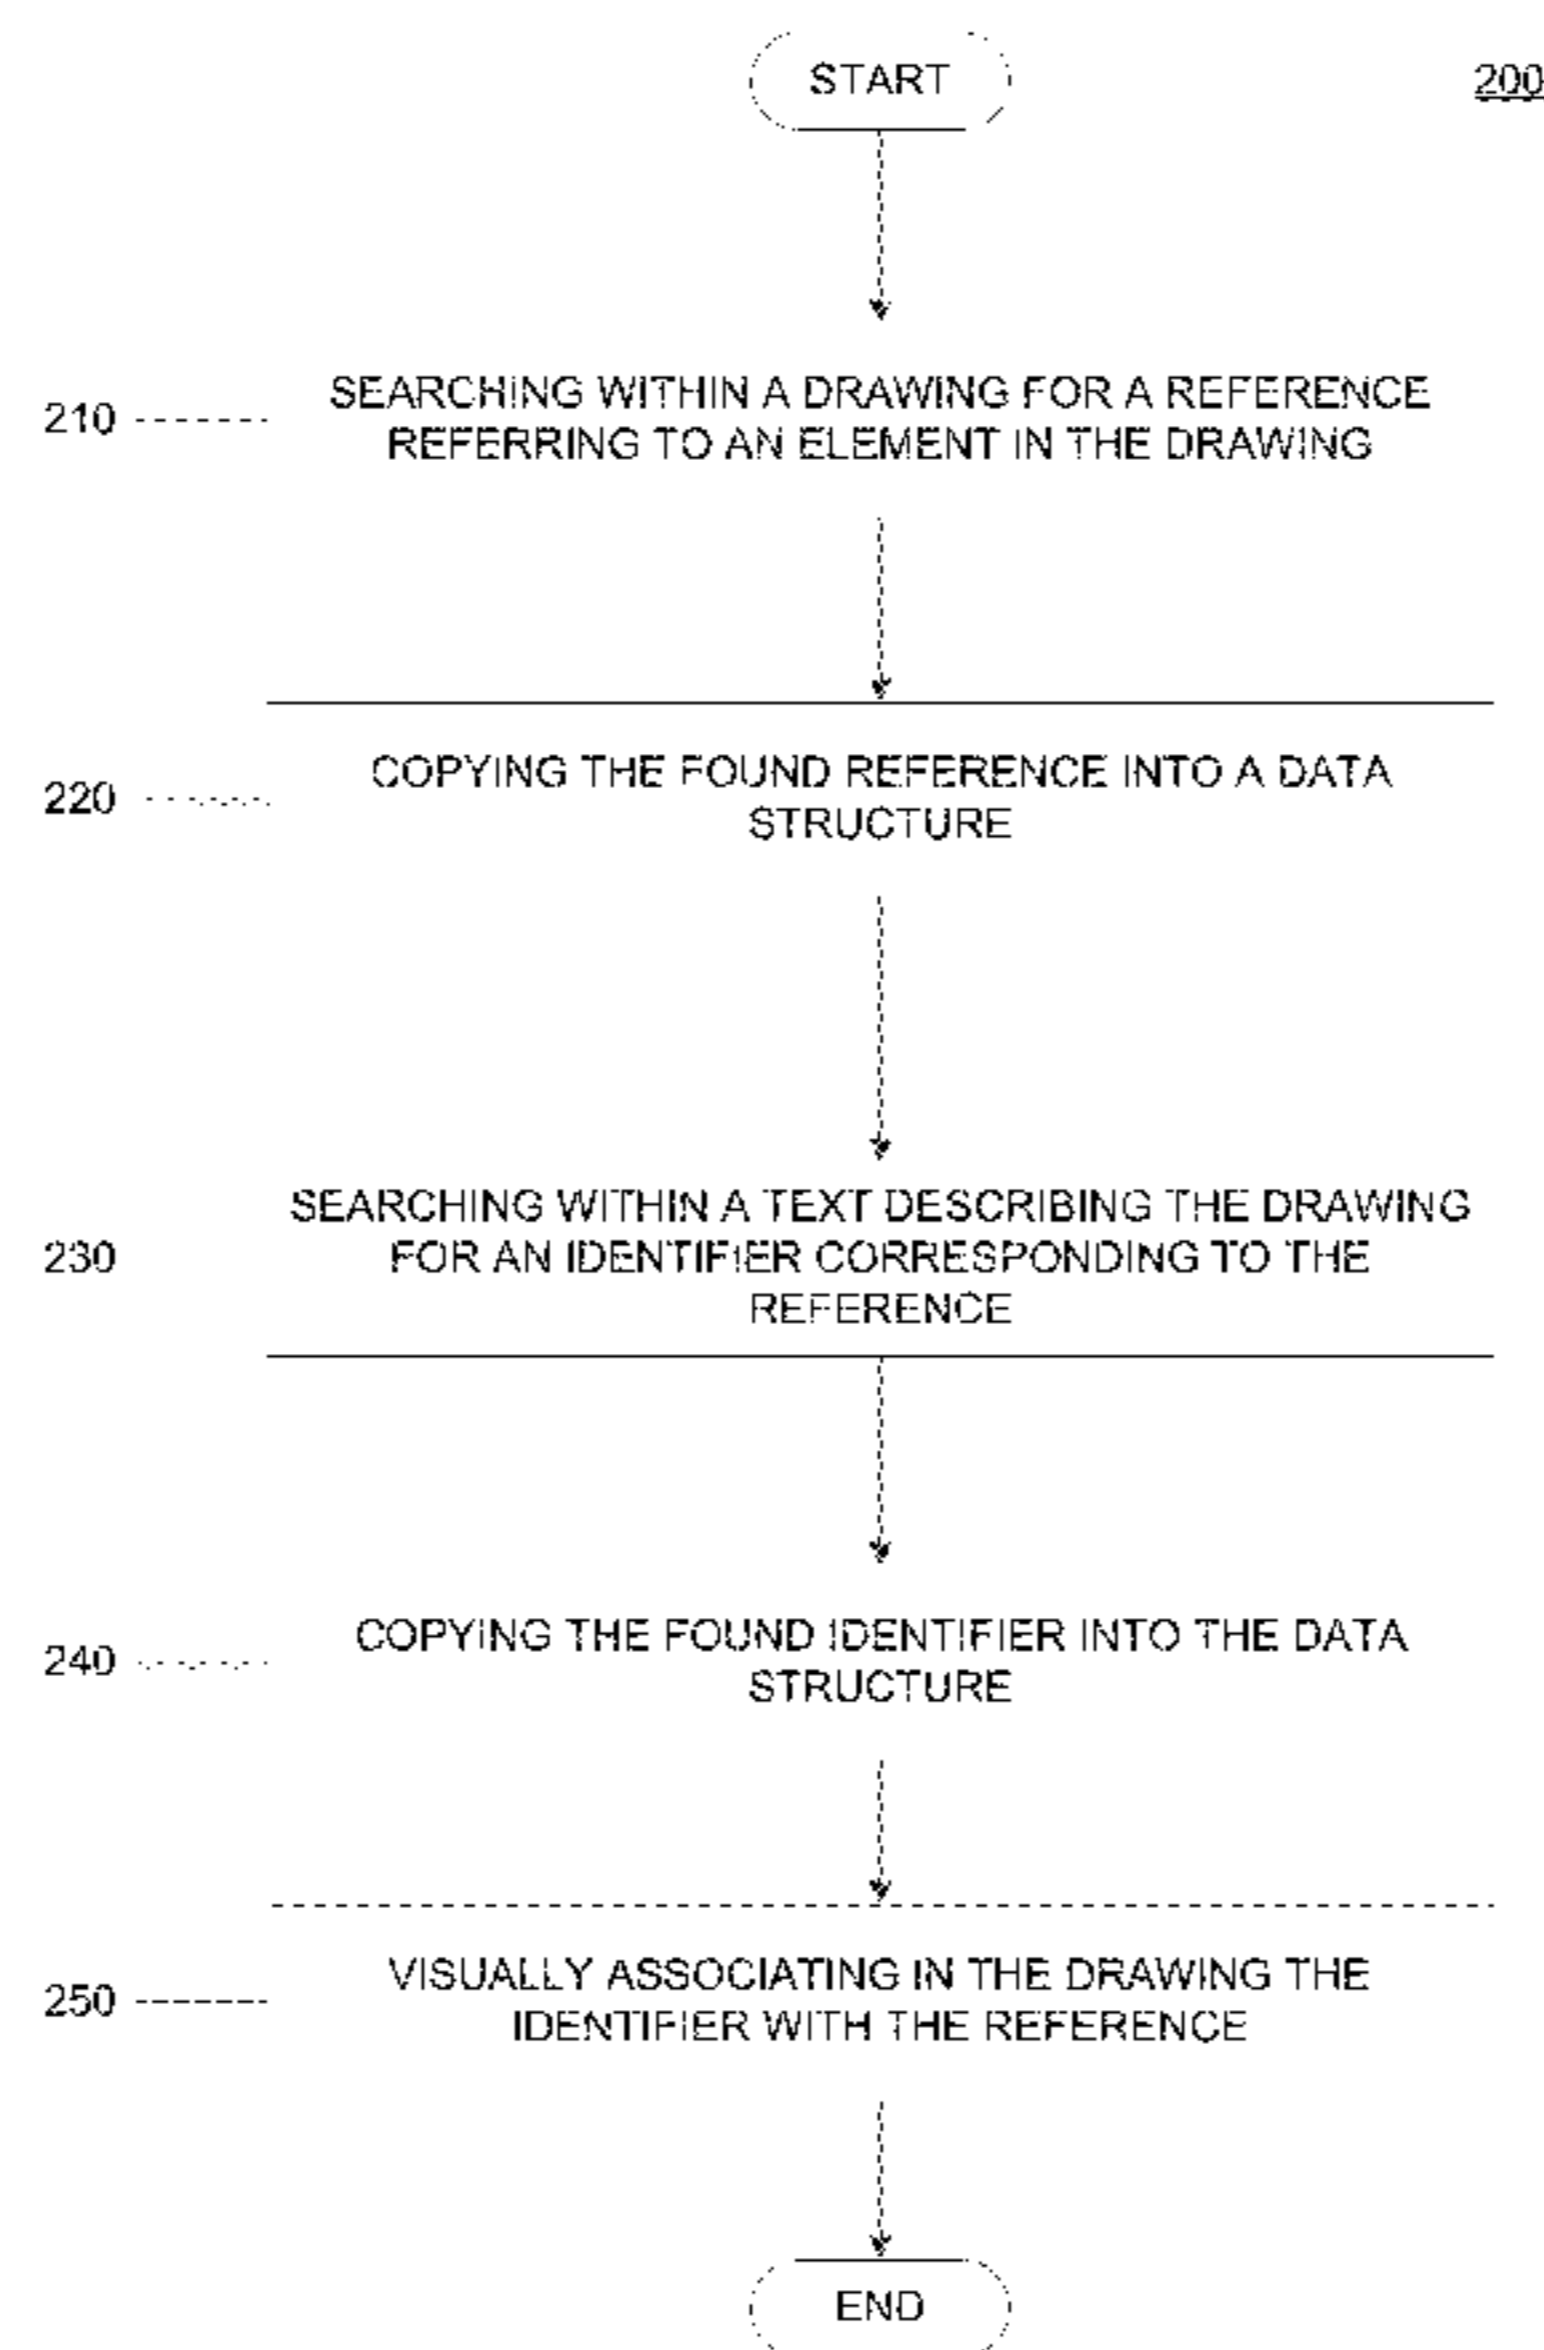 START
200
210
SEARCHING WITHIN A DRAWING FOR A REFERENCE
REFERRING TO AN ELEMENT IN THE DRAWING
220
COPYING THE FOUND REFERENCE INTO A DATA
STRUCTURE
230
SEARCHING WITHIN A TEXT DESCRIBING THE DRAWING
FOR AN IDENTIFIER CORRESPONDING TO THE
REFERENCE
240
COPYING THE FOUND IDENTIFIER INTO THE DATA
STRUCTURE
250
VISUALLY ASSOCIATING IN THE DRAWING THE
IDENTIFIER WITH THE REFERENCE
END